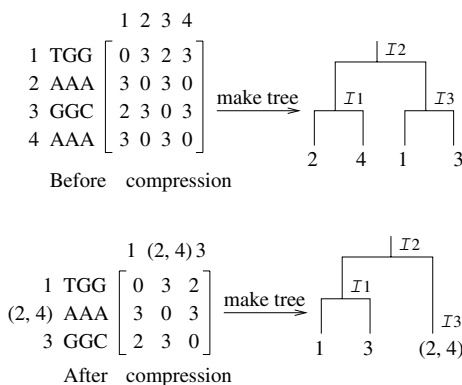 1 2 3 4
1 TGG 0 3 2 3
2 AAA 3 0 3 0
3 GGC 2 3 0 3
4 AAA 3 0 3 0
make tree
I2
I1 I3
2 4 1 3
Before compression
1 (2, 4) 3
1 TGG 0 3 2
(2, 4) AAA 3 0 3
3 GGC 2 3 0
make tree
I2
I1
I3
1 3 (2, 4)
After compression